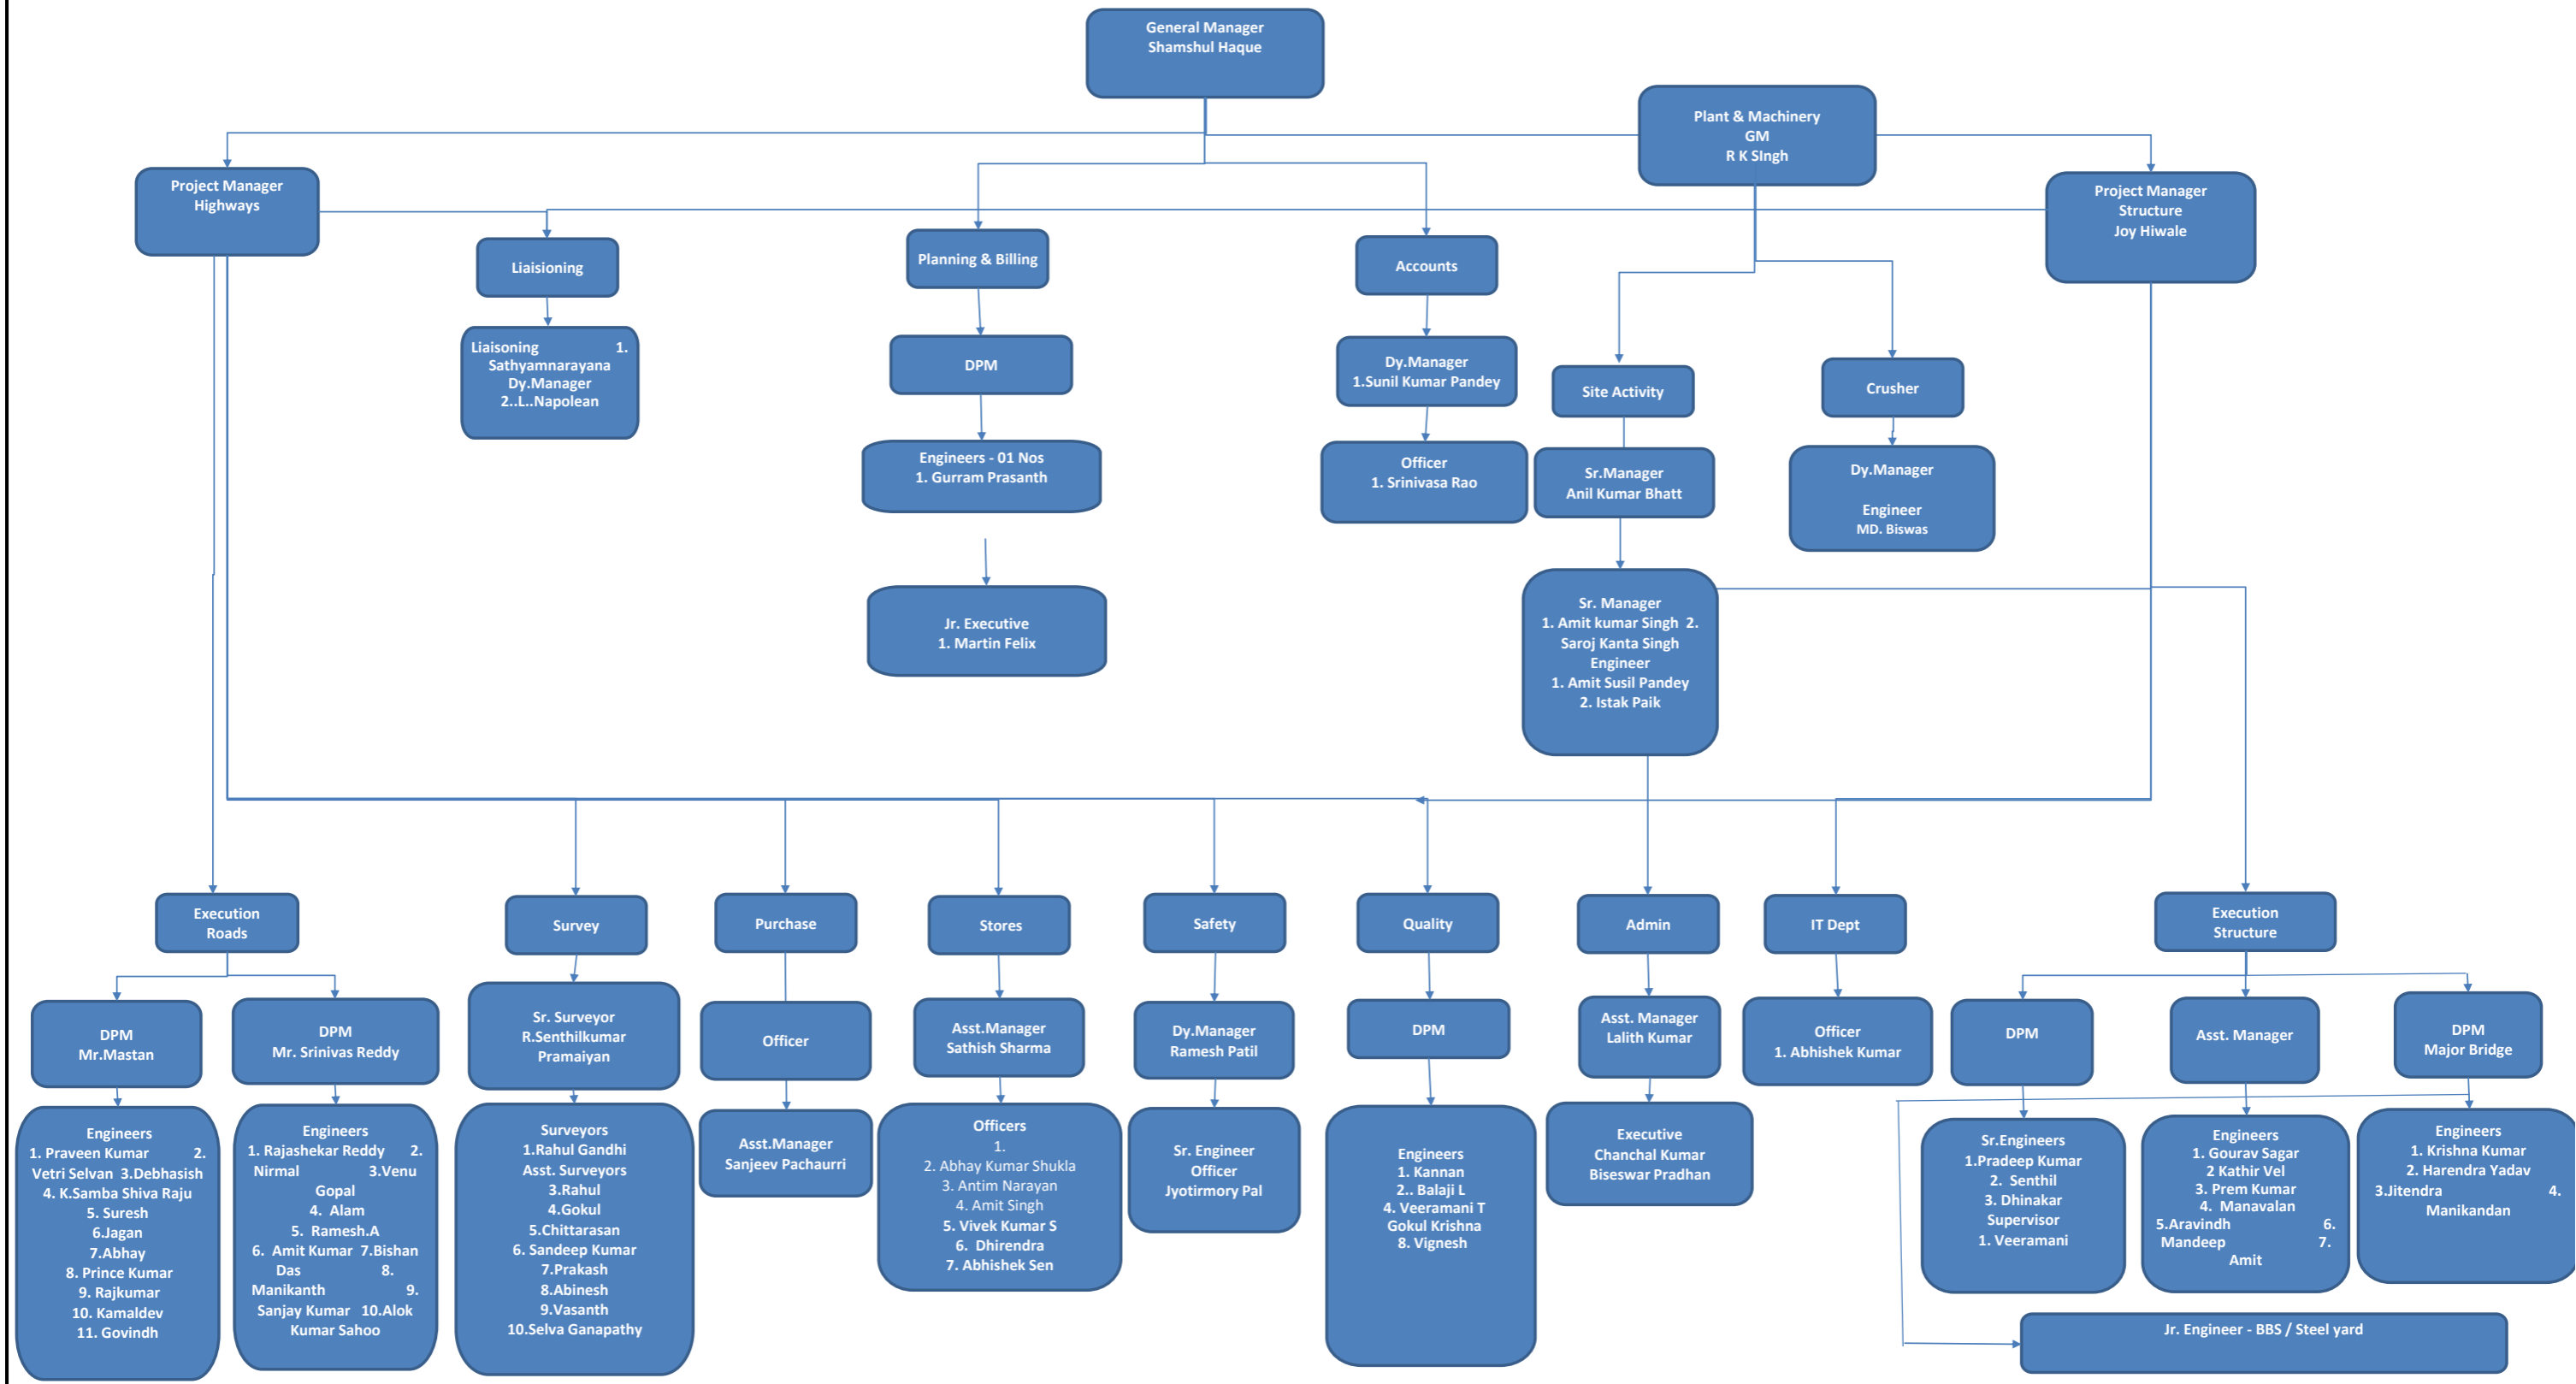 General Manager
Shamshul Haque
Plant & Machinery
GM
R K SIngh
Project Manager
Highways
Project Manager
Structure
Joy Hiwale
Liaisioning
Planning & Billing
Accounts
Liaisoning 1.
Sathyamnarayana
Dy.Manager
2..L..Napolean
DPM
Dy.Manager
1.Sunil Kumar Pandey
Site Activity
Crusher
Engineers - 01 Nos
1. Gurram Prasanth
Officer
1. Srinivasa Rao
Sr.Manager
Anil Kumar Bhatt
Dy.Manager
Engineer
MD. Biswas
Jr. Executive
1. Martin Felix
Sr. Manager
1. Amit kumar Singh 2.
Saroj Kanta Singh
Engineer
1. Amit Susil Pandey
2. Istak Paik
Execution
Roads
Survey
Purchase
Stores
Safety
Quality
Admin
IT Dept
Execution
Structure
DPM
Mr.Mastan
DPM
Mr. Srinivas Reddy
Sr. Surveyor
R.Senthilkumar
Pramaiyan
Officer
Asst.Manager
Sathish Sharma
Dy.Manager
Ramesh Patil
DPM
Asst. Manager
Lalith Kumar
Officer
1. Abhishek Kumar
DPM
Asst. Manager
DPM
Major Bridge
Engineers
1. Praveen Kumar 2.
Vetri Selvan 3.Debhasish
4. K.Samba Shiva Raju
5. Suresh
6.Jagan
7.Abhay
8. Prince Kumar
9. Rajkumar
10. Kamaldev
11. Govindh
Engineers
1. Rajashekar Reddy 2.
Nirmal 3.Venu
Gopal
4. Alam
5. Ramesh.A
6. Amit Kumar 7.Bishan
Das 8.
Manikanth 9.
Sanjay Kumar 10.Alok
Kumar Sahoo
Surveyors
1.Rahul Gandhi
Asst. Surveyors
3.Rahul
4.Gokul
5.Chittarasan
6. Sandeep Kumar
7.Prakash
8.Abinesh
9.Vasanth
10.Selva Ganapathy
Asst.Manager
Sanjeev Pachaurri
Officers
1.
2. Abhay Kumar Shukla
3. Antim Narayan
4. Amit Singh
5. Vivek Kumar S
6. Dhirendra
7. Abhishek Sen
Sr. Engineer
Officer
Jyotirmory Pal
Engineers
1. Kannan
2.. Balaji L
4. Veeramani T
Gokul Krishna
8. Vignesh
Executive
Chanchal Kumar
Biseswar Pradhan
Sr.Engineers
1.Pradeep Kumar
2. Senthil
3. Dhinakar
Supervisor
1. Veeramani
Engineers
1. Gourav Sagar
2 Kathir Vel
3. Prem Kumar
4. Manavalan
5.Aravindh 6.
Mandeep 7.
Amit
Engineers
1. Krishna Kumar
2. Harendra Yadav
3.Jitendra 4.
Manikandan
Jr. Engineer - BBS / Steel yard